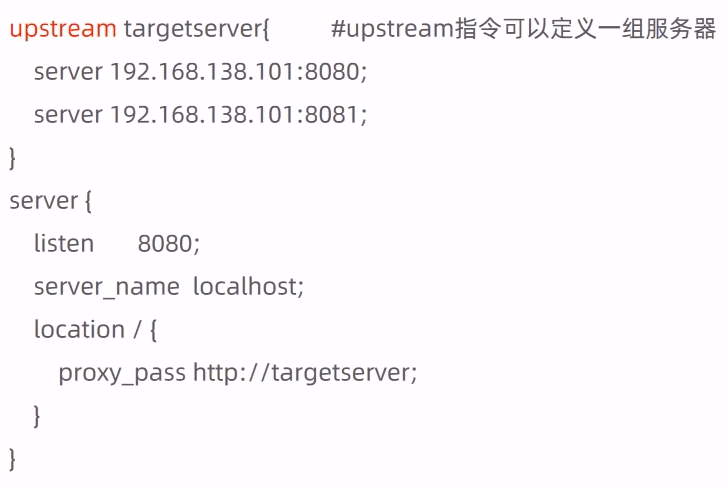 upstream targetserver{ #upstream指令可以定义一组服务器
server 192.168.138.101:8080;
server 192.168.138.101:8081;
}
server {
listen 8080;
server_name localhost;
location / {
proxy_pass http://targetserver;
}
}